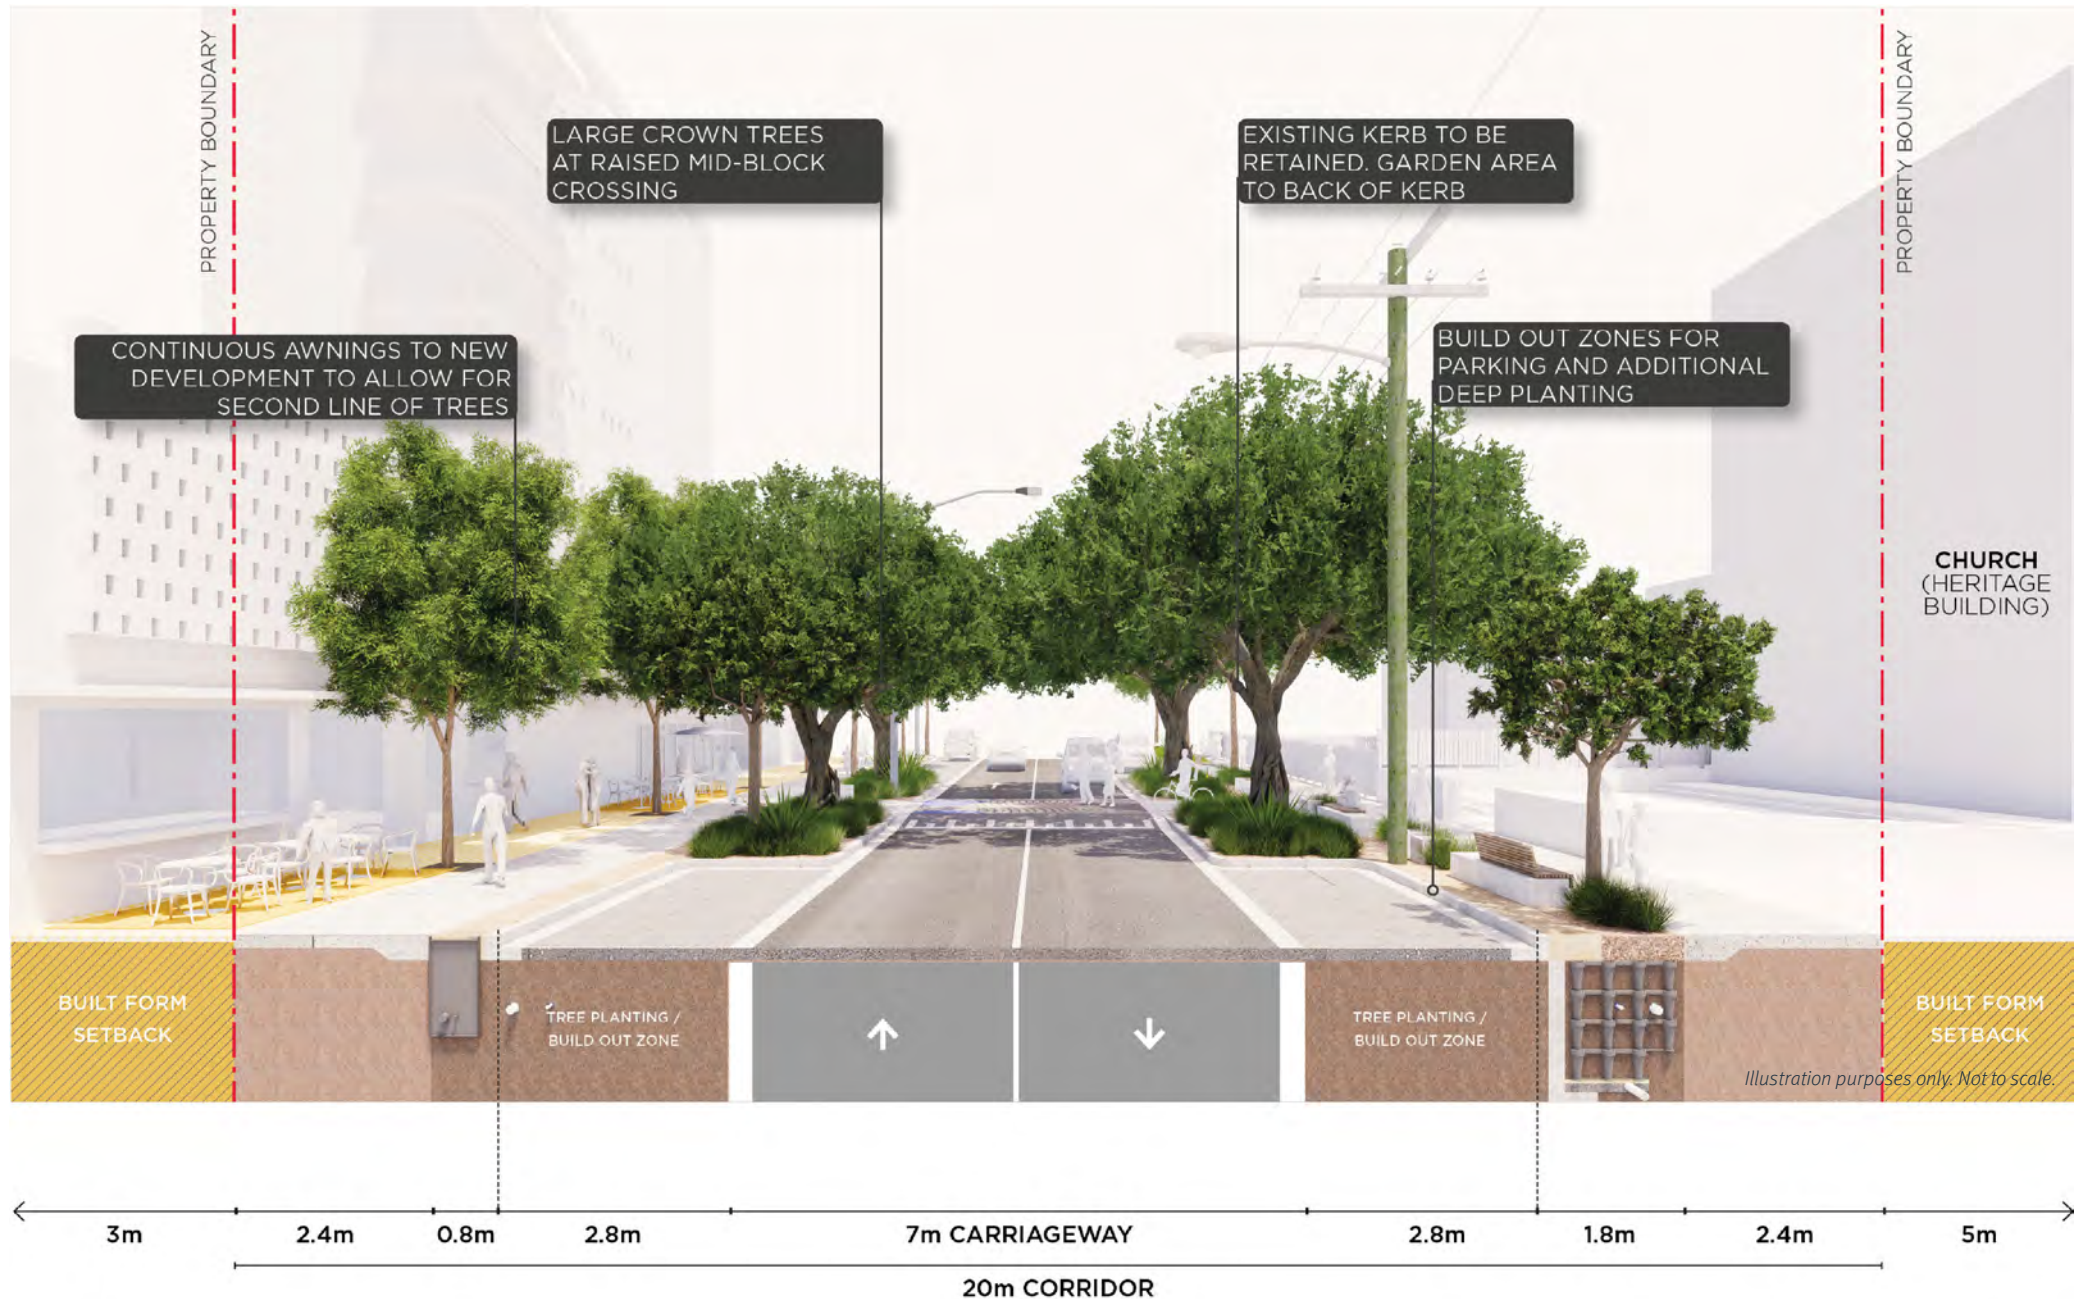 PROPERTY BOUNDARY
PROPERTY BOUNDARY
LARGE CROWN TREES
AT RAISED MID-BLOCK
CROSSING
EXISTING KERB TO BE
RETAINED. GARDEN AREA
TO BACK OF KERB
CONTINUOUS AWNINGS TO NEW
DEVELOPMENT TO ALLOW FOR
SECOND LINE OF TREES
BUILD OUT ZONES FOR
PARKING AND ADDITIONAL
DEEP PLANTING
CHURCH
(HERITAGE
BUILDING)
BUILT FORM
SETBACK
TREE PLANTING /
BUILD OUT ZONE
TREE PLANTING /
BUILD OUT ZONE
BUILT FORM
SETBACK
Illustration purposes only. Not to scale.
3m
2.4m
0.8m
2.8m
7m CARRIAGEWAY
2.8m
1.8m
2.4m
5m
20m CORRIDOR